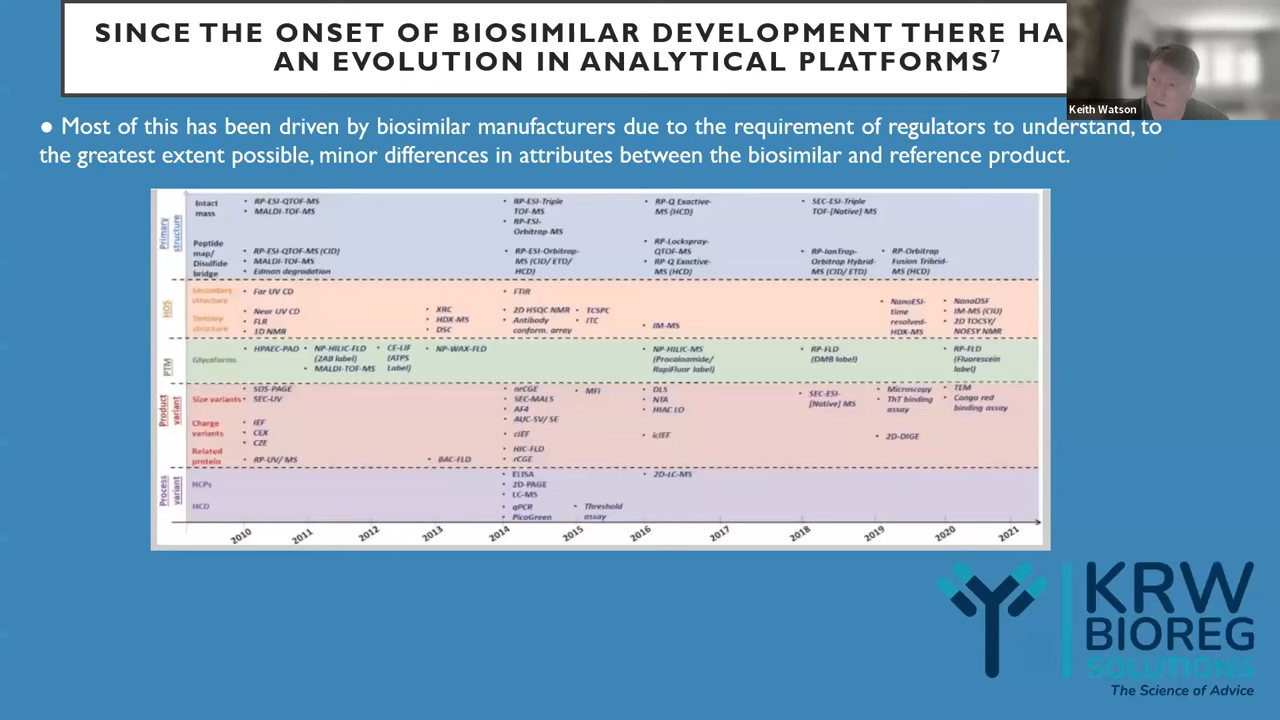 SINCE THE ONSET OF BIOSIMILAR DEVELOPMENT THERE HA
AN EVOLUTION IN ANALYTICAL PLATFORMS⁷
Keith Watson
● Most of this has been driven by biosimilar manufacturers due to the requirement of regulators to understand, to
the greatest extent possible, minor differences in attributes between the biosimilar and reference product.
Primary
structure
Intact
mass
• RP-ESI-QTOF-MS
• MALDI-TOF-MS
• RP-ESI-Triple
TOF-MS
• RP-ESI-
Orbitrap-MS
• RP-Q Exactive-
MS (HCD)
• SEC-ESI-Triple
TOF-[Native] MS
Peptide
map/
Disulfide
bridge
• RP-ESI-QTOF-MS (CID)
• MALDI-TOF-MS
• Edman degradation
• RP-ESI-Orbitrap-
MS (CID/ ETD/
HCD)
• RP-Lockspray-
QTOF-MS
• RP-Q Exactive-
MS (HCD)
• RP-IonTrap-
Orbitrap Hybrid-
MS (CID/ ETD)
• RP-Orbitrap
Fusion Tribrid-
MS (HCD)
HOS
Secondary
structure
• Far UV CD
• FTIR
Tertiary
structure
• Near UV CD
• FLR
• 1D NMR
• XRC
• HDX-MS
• DSC
• 2D HSQC NMR
• Antibody
conform. array
• TCSPC
• ITC
• IM-MS
• NanoESI-
time
resolved-
HDX-MS
• NanoDSF
• IM-MS (CIU)
• 2D TOCSY/
NOESY NMR
PTM
Glycoforms
• HPAEC-PAD
• NP-HILIC-FLD
(2AB label)
• MALDI-TOF-MS
• CE-LIF
(APTS
Label)
• NP-WAX-FLD
• NP-HILIC-MS
(Procainamide/
RapiFluor label)
• RP-FLD
(DMB label)
• RP-FLD
(Fluorescein
label)
Product
variant
Size variants
• SDS-PAGE
• SEC-UV
• nrCGE
• SEC-MALS
• AF4
• AUC-SV/ SE
• MFI
• DLS
• NTA
• HIAC LO
• SEC-ESI-
[Native] MS
• Microscopy
• ThT binding
assay
• TEM
• Congo red
binding assay
Charge
variants
• IEF
• CEX
• CZE
• cIEF
• icIEF
• 2D-DIGE
Related
protein
• RP-UV/ MS
• BAC-FLD
• HIC-FLD
• rCGE
Process
variant
HCPs
• ELISA
• 2D-PAGE
• LC-MS
• 2D-LC-MS
HCD
• qPCR
• PicoGreen
• Threshold
assay
2010
2011
2012
2013
2014
2015
2016
2017
2018
2019
2020
2021
KRW
BIOREG
SOLUTIONS
The Science of Advice